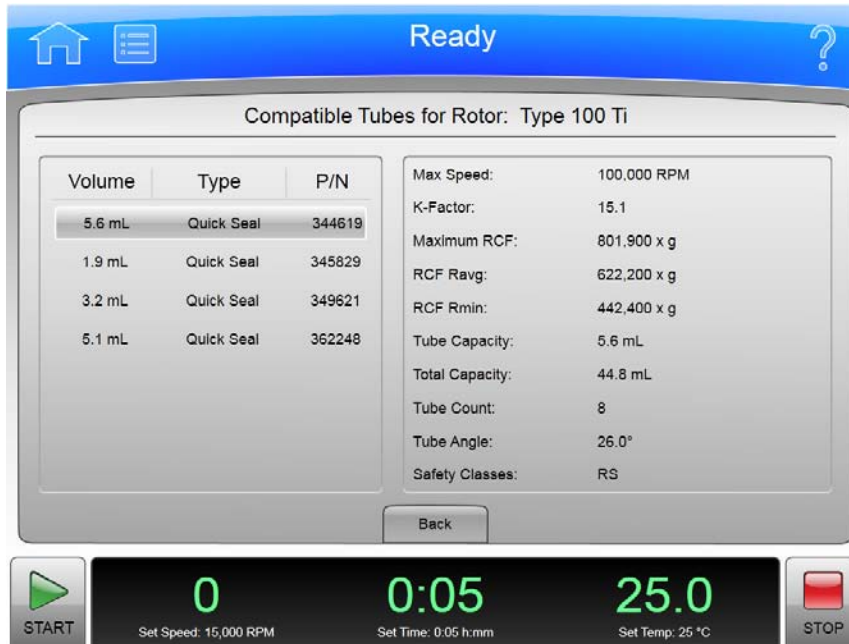 Ready
Compatible Tubes for Rotor: Type 100 Ti
Volume Type P/N
5.6 mL Quick Seal 344619
1.9 mL Quick Seal 345829
3.2 mL Quick Seal 349621
5.1 mL Quick Seal 362248
Max Speed: 100,000 RPM
K-Factor: 15.1
Maximum RCF: 801,900 x g
RCF Ravg: 622,200 x g
RCF Rmin: 442,400 x g
Tube Capacity: 5.6 mL
Total Capacity: 44.8 mL
Tube Count: 8
Tube Angle: 26.0°
Safety Classes: RS
Back
START
0
Set Speed: 15,000 RPM
0:05
Set Time: 0:05 h:mm
25.0
Set Temp: 25 °C
STOP